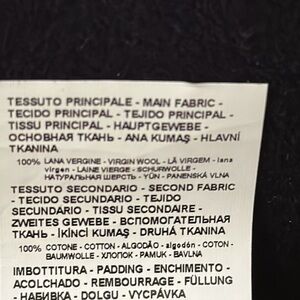 TESSUTO PRINCIPALE - MAIN FABRIC -
TECIDO PRINCIPAL - TEJIDO PRINCIPAL -
TISSU PRINCIPAL - HAUPTGEWEBE -
ОСНОВНАЯ ТКАНЬ - ANA KUMAŞ - HLAVNÍ
TKANINA
100% LANA VERGINE - VIRGIN WOOL - LÃ VIRGEM - lana
virgen - LAINE VIERGE - SCHURWOLLE -
НАТУРАЛЬНАЯ ШЕРСТЬ - YÜN - PANENSKÁ VLNA
TESSUTO SECONDARIO - SECOND FABRIC
- TECIDO SECUNDARIO - TEJIDO
SECUNDARIO - TISSU SECONDAIRE -
ZWEITES GEWEBE - ВСПОМОГАТЕЛЬНАЯ
ТКАНЬ - İKİNCİ KUMAŞ - DRUHÁ TKANINA
100% COTONE - COTTON - ALGODÃO - algodón - COTON -
BAUMWOLLE - ХЛОПОК - PAMUK - BAVLNA
IMBOTTITURA - PADDING - ENCHIMENTO -
ACOLCHADO - REMBOURRAGE - FÜLLUNG
- НАБИВКА - DOLGU - VYCPÁVKA